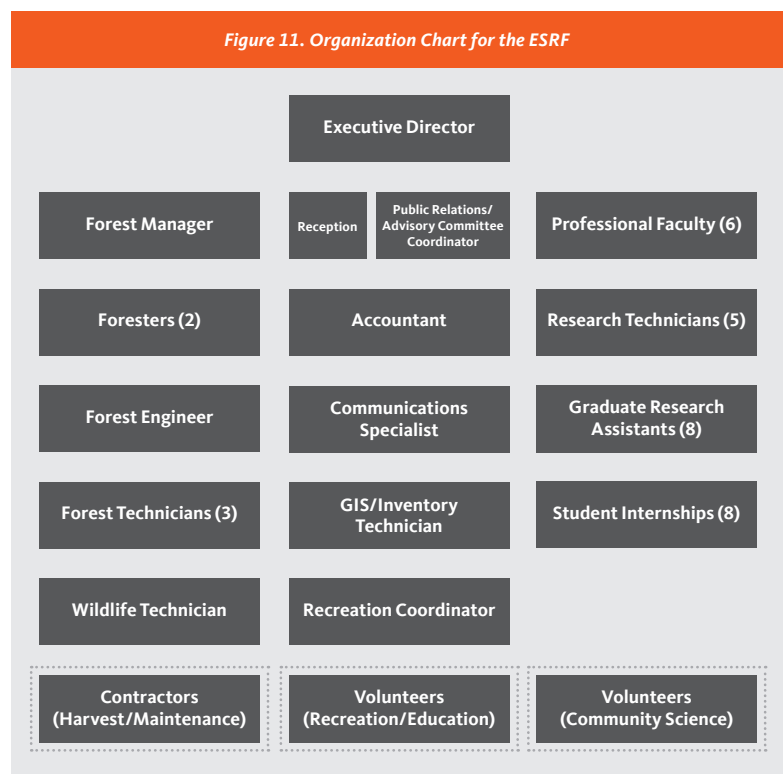 Figure 11. Organization Chart for the ESRF
Executive Director
Forest Manager
Reception
Public Relations/
Advisory Committee
Coordinator
Professional Faculty (6)
Foresters (2)
Accountant
Research Technicians (5)
Forest Engineer
Communications
Specialist
Graduate Research
Assistants (8)
Forest Technicians (3)
GIS/Inventory
Technician
Student Internships (8)
Wildlife Technician
Recreation Coordinator
Contractors
(Harvest/Maintenance)
Volunteers
(Recreation/Education)
Volunteers
(Community Science)